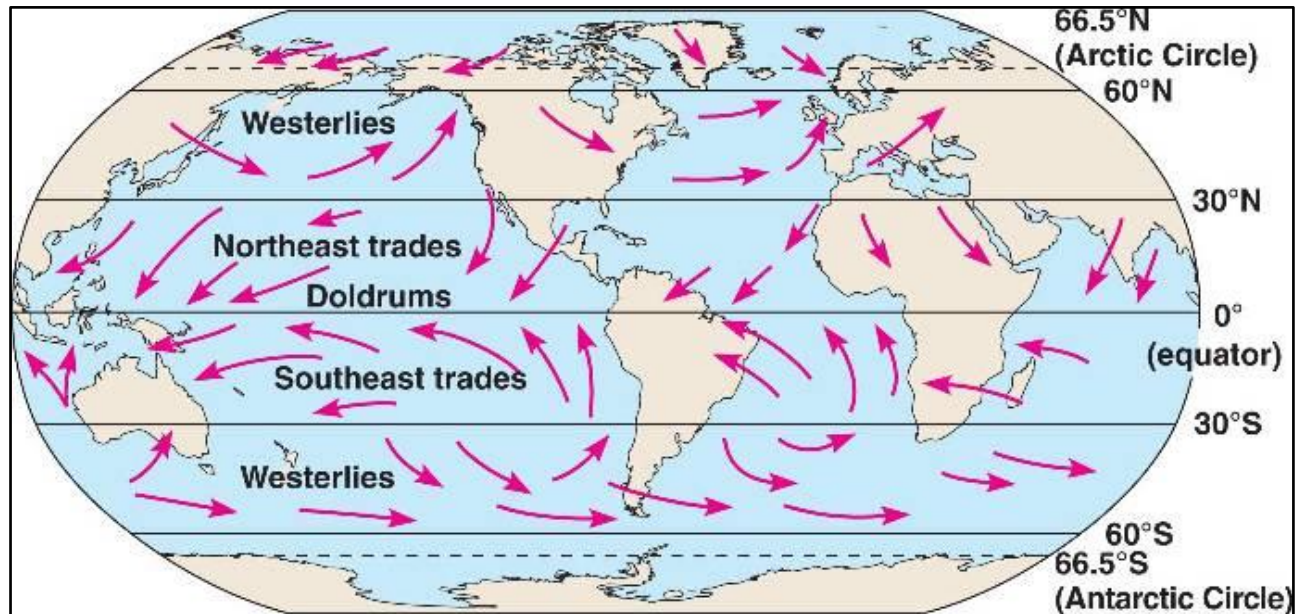 66.5°N
(Arctic Circle)
60°N
Westerlies
30°N
Northeast trades
Doldrums
0°
(equator)
Southeast trades
30°S
Westerlies
60°S
66.5°S
(Antarctic Circle)